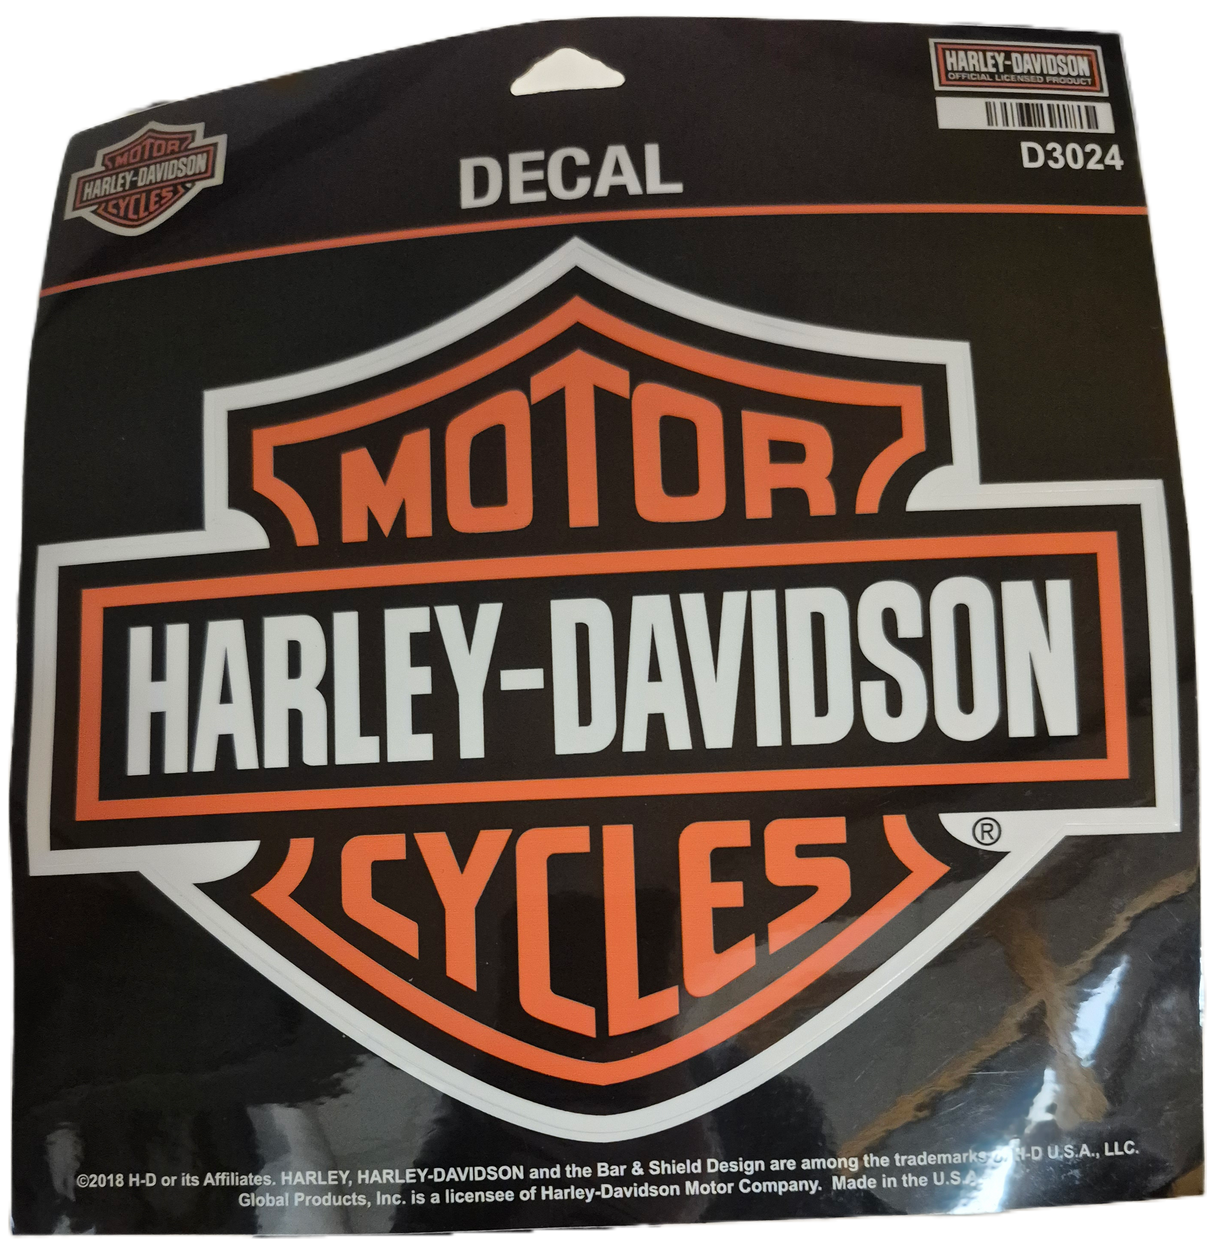 HARLEY-DAVIDSON
OFFICIAL LICENSED PRODUCT
D3024
MOTOR
HARLEY-DAVIDSON
CYCLES
DECAL
MOTOR
HARLEY-DAVIDSON
CYCLES
®
©2018 H-D or its Affiliates. HARLEY, HARLEY-DAVIDSON and the Bar & Shield Design are among the trademarks of H-D U.S.A., LLC.
Global Products, Inc. is a licensee of Harley-Davidson Motor Company. Made in the U.S.A.